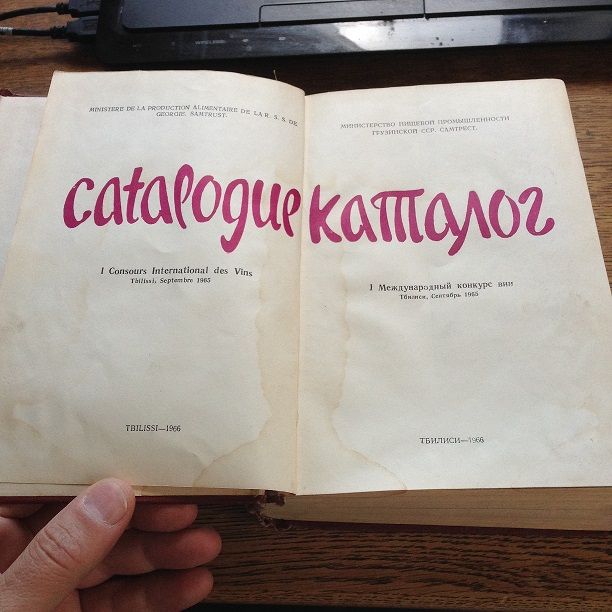 MINISTERE DE LA PRODUCTION ALIMENTAIRE DE LA R. S. S. DE
GEORGIE. SAMTRUST.
catalogue
I Consours International des Vins
Tbilissi, Septembre 1965
TBILISSI—1966
МИНИСТЕРСТВО ПИЩЕВОЙ ПРОМЫШЛЕННОСТИ
ГРУЗИНСКОЙ ССР. САМТРЕСТ.
каталог
I Международный конкурс вин
Тбилиси, Сентябрь 1965
ТБИЛИСИ—1966